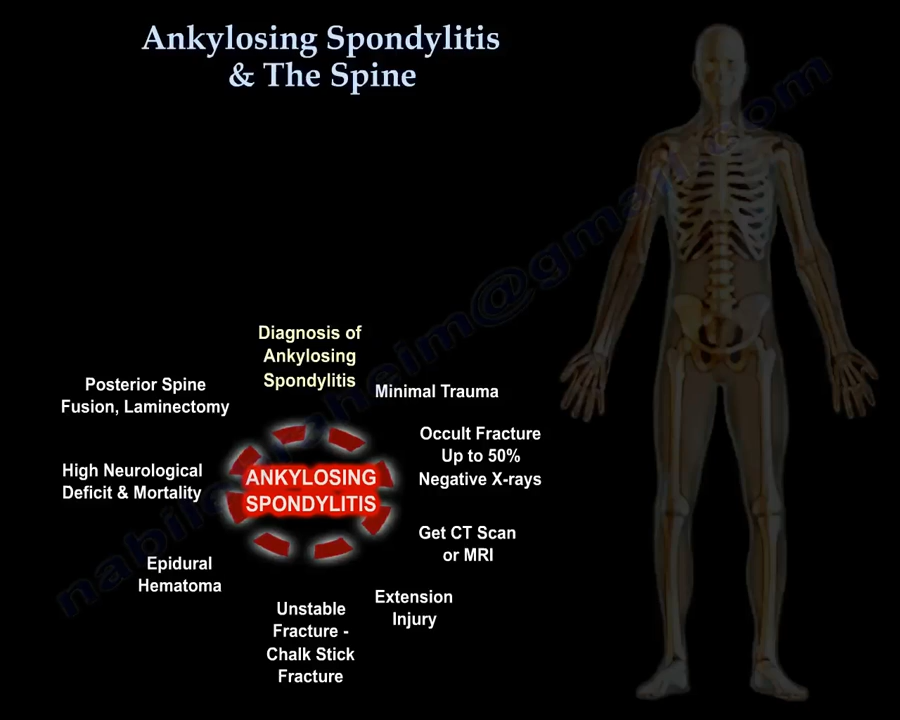 Ankylosing Spondylitis
& The Spine
Diagnosis of
Ankylosing
Spondylitis
Minimal Trauma
Occult Fracture
Up to 50%
Negative X-rays
Get CT Scan
or MRI
Extension
Injury
Unstable
Fracture -
Chalk Stick
Fracture
Epidural
Hematoma
High Neurological
Deficit & Mortality
Posterior Spine
Fusion, Laminectomy
ANKYLOSING
SPONDYLITIS